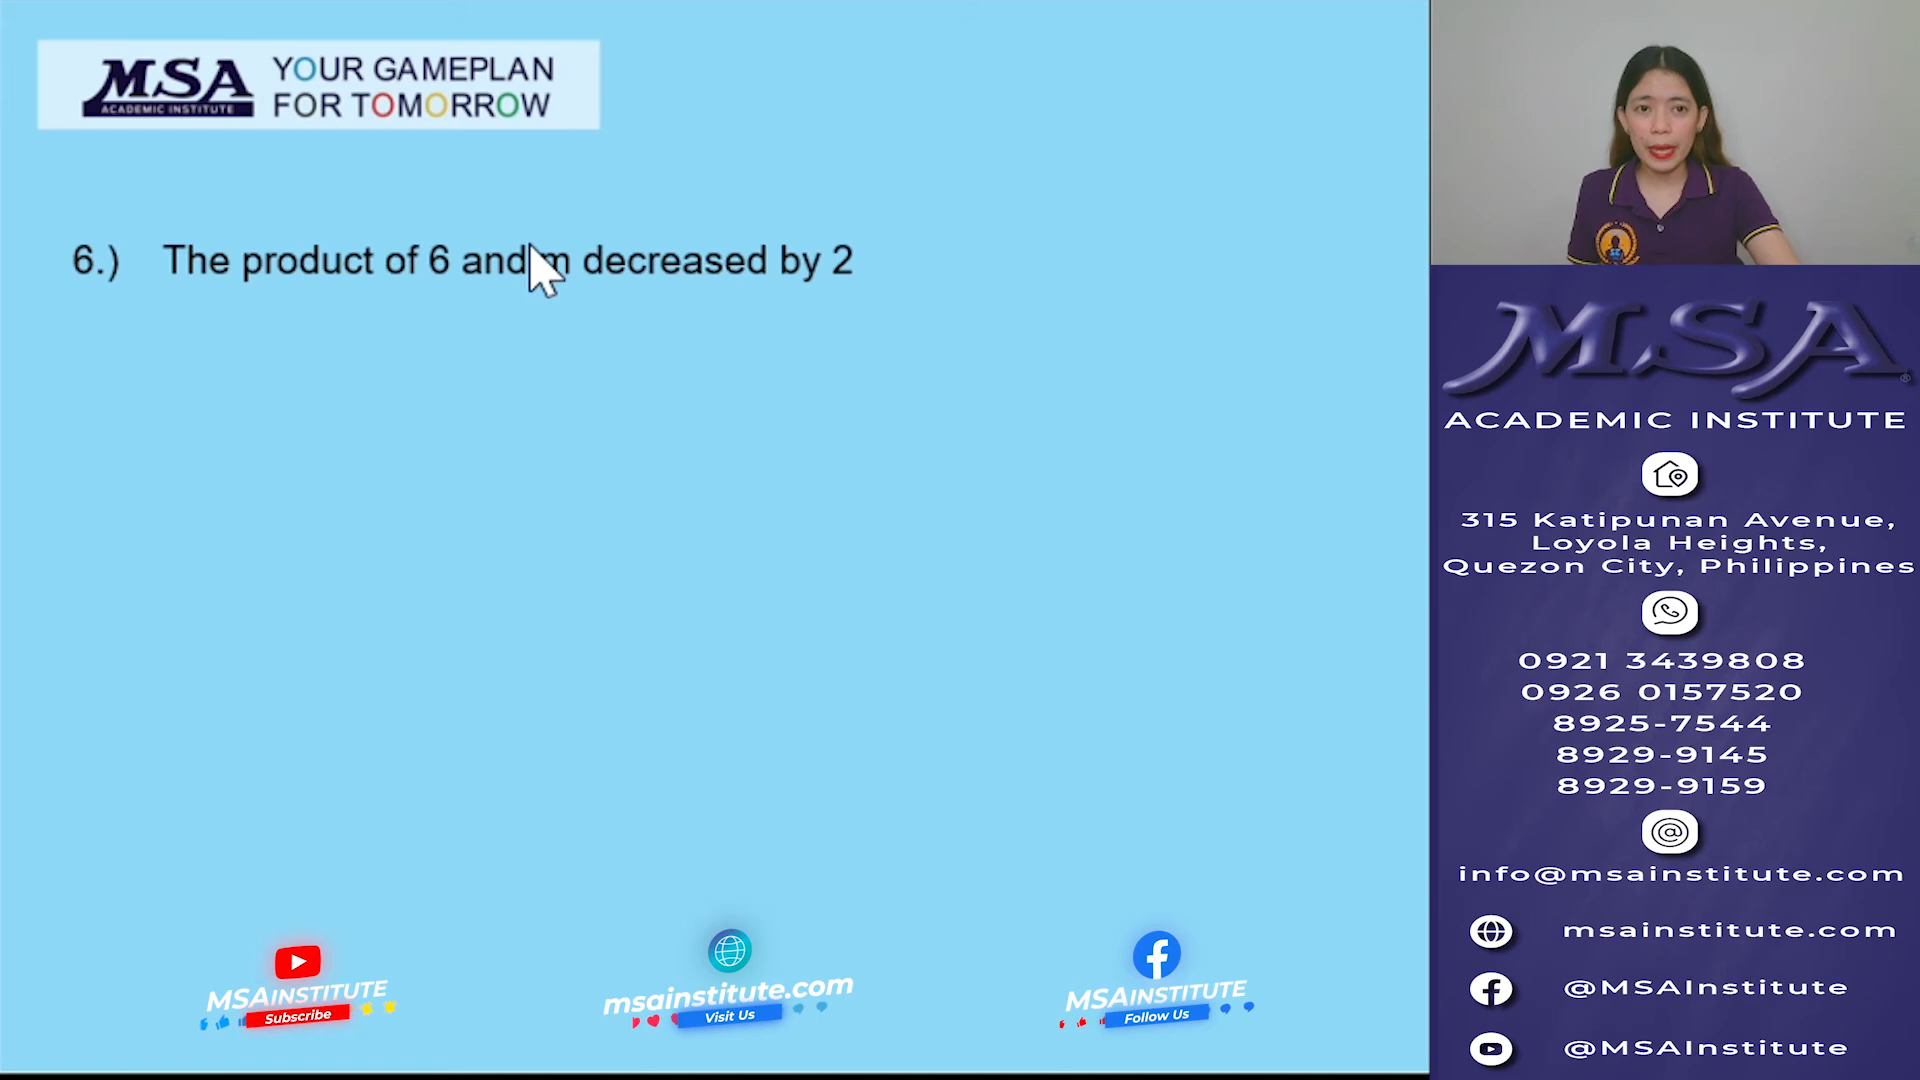 MSA
ACADEMIC INSTITUTE
YOUR GAMEPLAN
FOR TOMORROW
6.) The product of 6 and m decreased by 2
MSAINSTITUTE
Subscribe
msainstitute.com
Visit Us
MSAINSTITUTE
Follow Us
MSA®
ACADEMIC INSTITUTE
315 Katipunan Avenue,
Loyola Heights,
Quezon City, Philippines
0921 3439808
0926 0157520
8925-7544
8929-9145
8929-9159
info@msainstitute.com
msainstitute.com
@MSAInstitute
@MSAInstitute